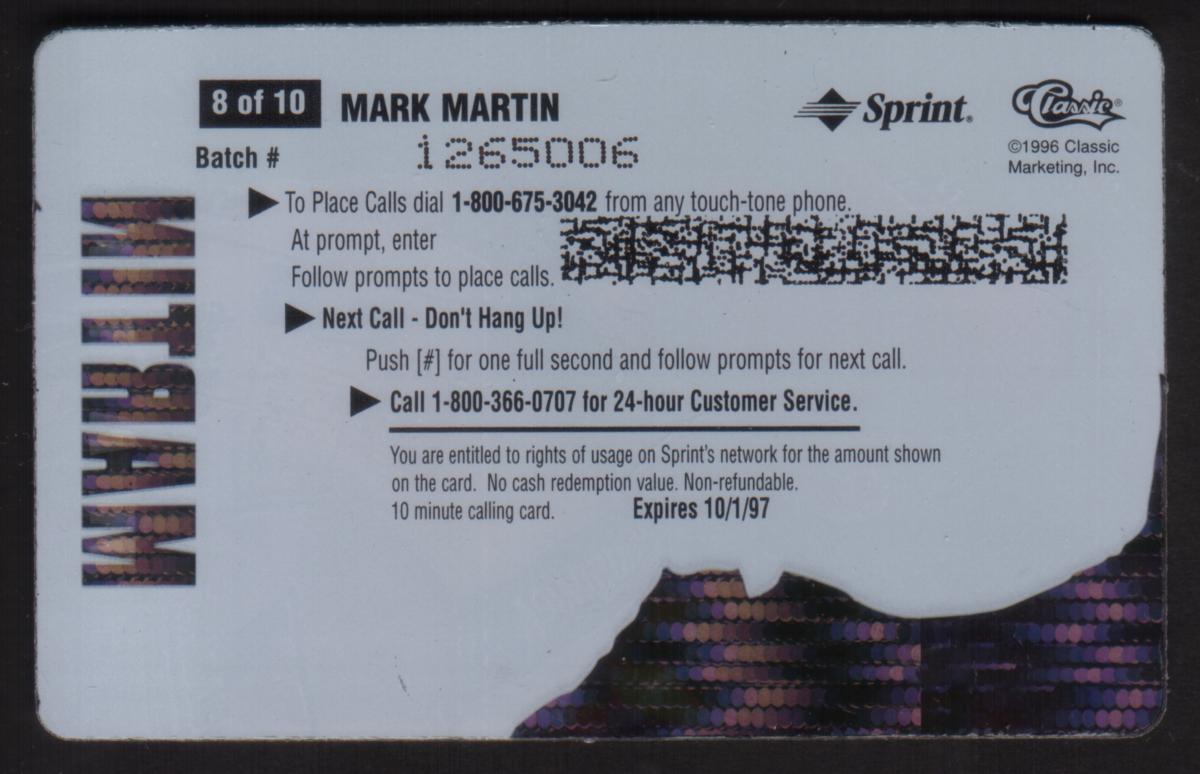 8 of 10 MARK MARTIN
Sprint.
Classic®
©1996 Classic
Marketing, Inc.
Batch # 1265006
MARTIN
To Place Calls dial 1-800-675-3042 from any touch-tone phone.
At prompt, enter
Follow prompts to place calls.
Next Call - Don't Hang Up!
Push [#] for one full second and follow prompts for next call.
Call 1-800-366-0707 for 24-hour Customer Service.
You are entitled to rights of usage on Sprint's network for the amount shown
on the card. No cash redemption value. Non-refundable.
10 minute calling card. Expires 10/1/97